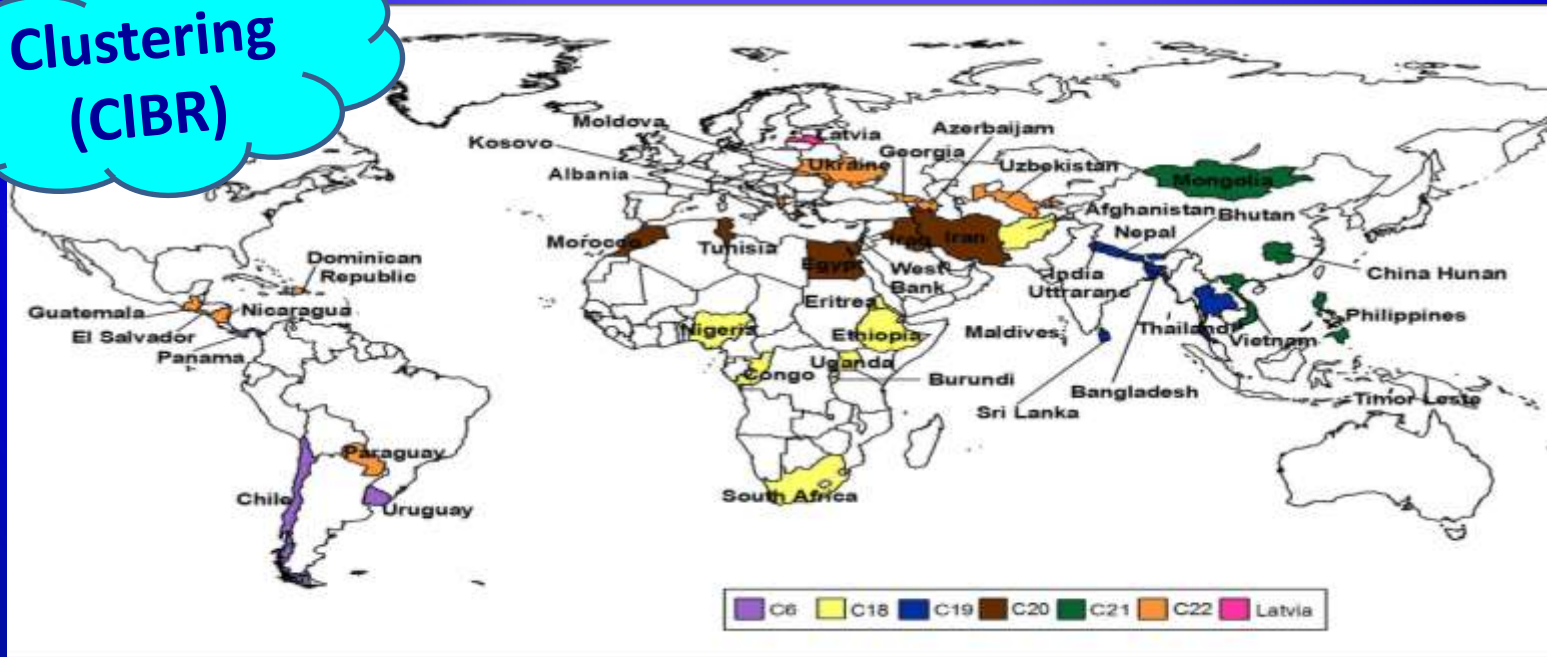 Clustering
(ClBR)
Moldova
Latvia
Azerbaijam
Kosovo
Georgia
Ukraine
Uzbekistan
Albania
Mongolia
Afghanistan
Bhutan
Nepal
Morocco
Tunisia
Iraq
Iran
Dominican
Republic
Egypt
West
Bank
India
Uttraranc
China Hunan
Guatemala
Nicaragua
Eritrea
Philippines
El Salvador
Nigeria
Ethiopia
Maldives
Thailand
Vietnam
Panama
Uganda
Congo
Burundi
Bangladesh
Sri Lanka
Timor Leste
Paraguay
Chile
South Africa
Uruguay
C6 C18 C19 C20 C21 C22 Latvia